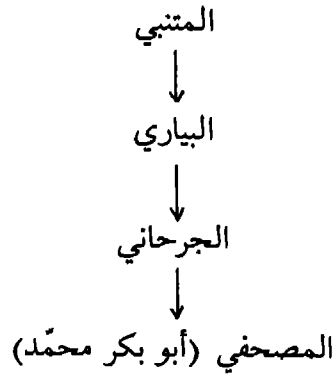 المتنبي
البياري
الجرحاني
المصحفي (أبو بكر محمّد)